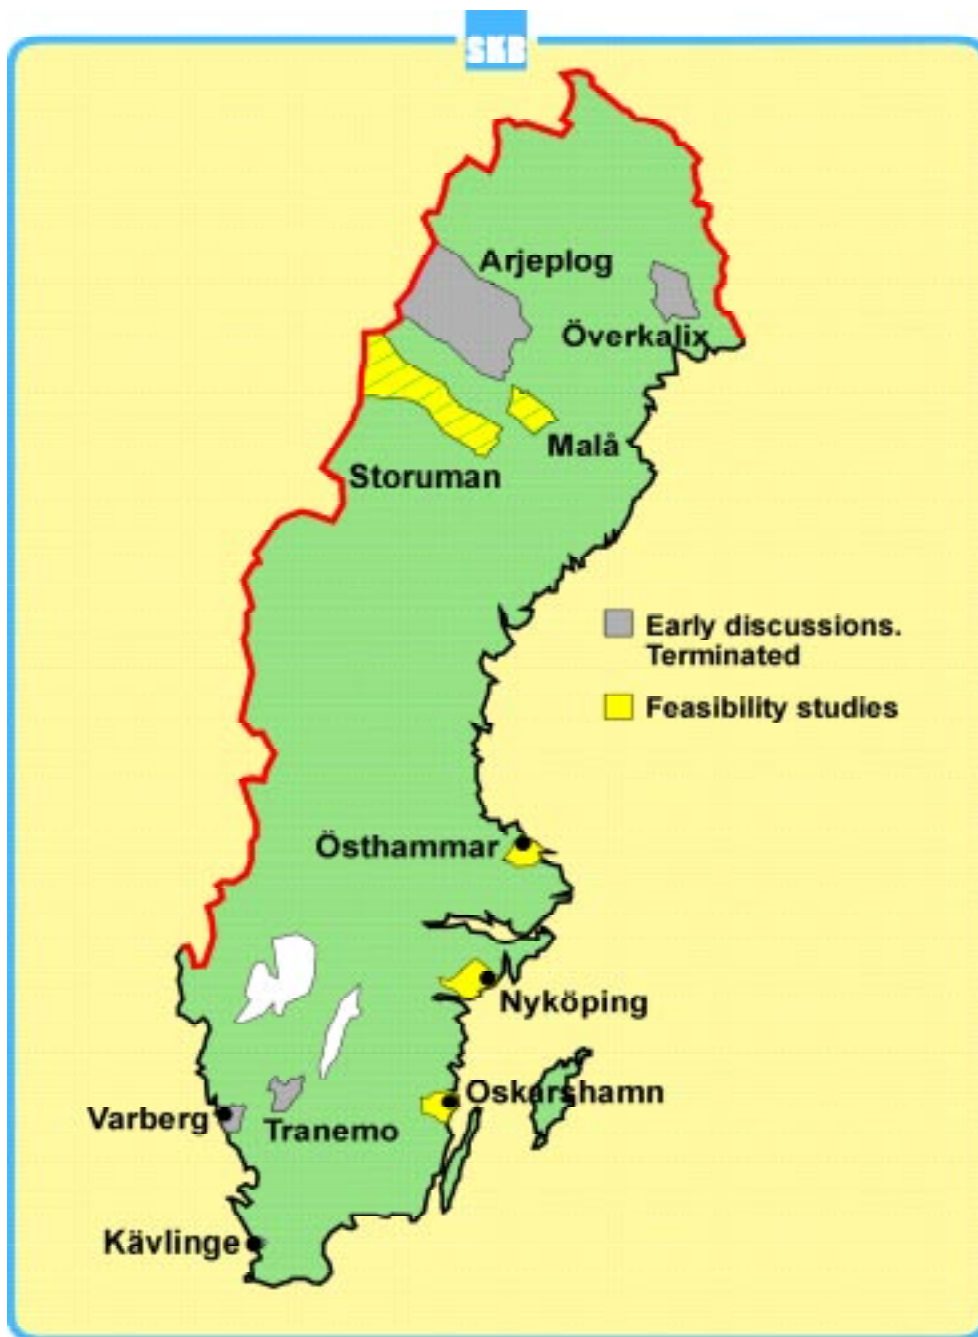 SKB
Arjeplog
Överkalix
Malå
Storuman
Early discussions.
Terminated
Feasibility studies
Östhammar
Nyköping
Oskarshamn
Varberg
Tranemo
Kävlinge